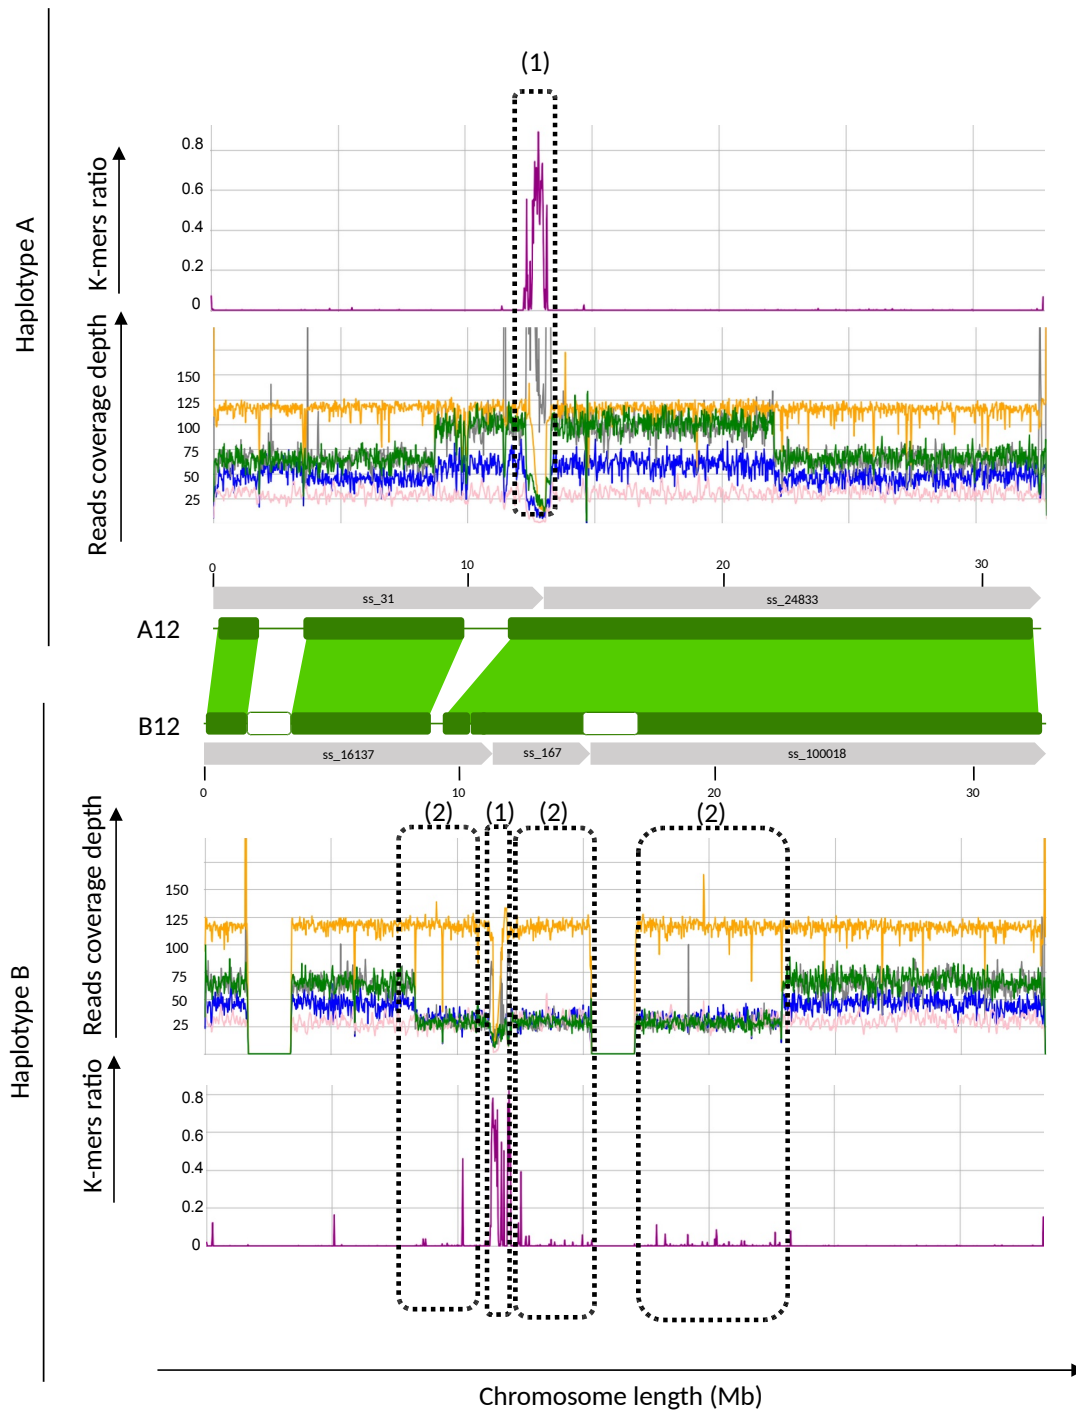 (1)
Haplotype A
K-mers ratio
0.8
0.6
0.4
0.2
0
Reads coverage depth
150
125
100
75
50
25
0
10
20
30
ss_31
ss_24833
A12
B12
ss_16137
ss_167
ss_100018
0
10
20
30
(2)
(1)
(2)
(2)
Haplotype B
Reads coverage depth
150
125
100
75
50
25
K-mers ratio
0.8
0.6
0.4
0.2
0
Chromosome length (Mb)